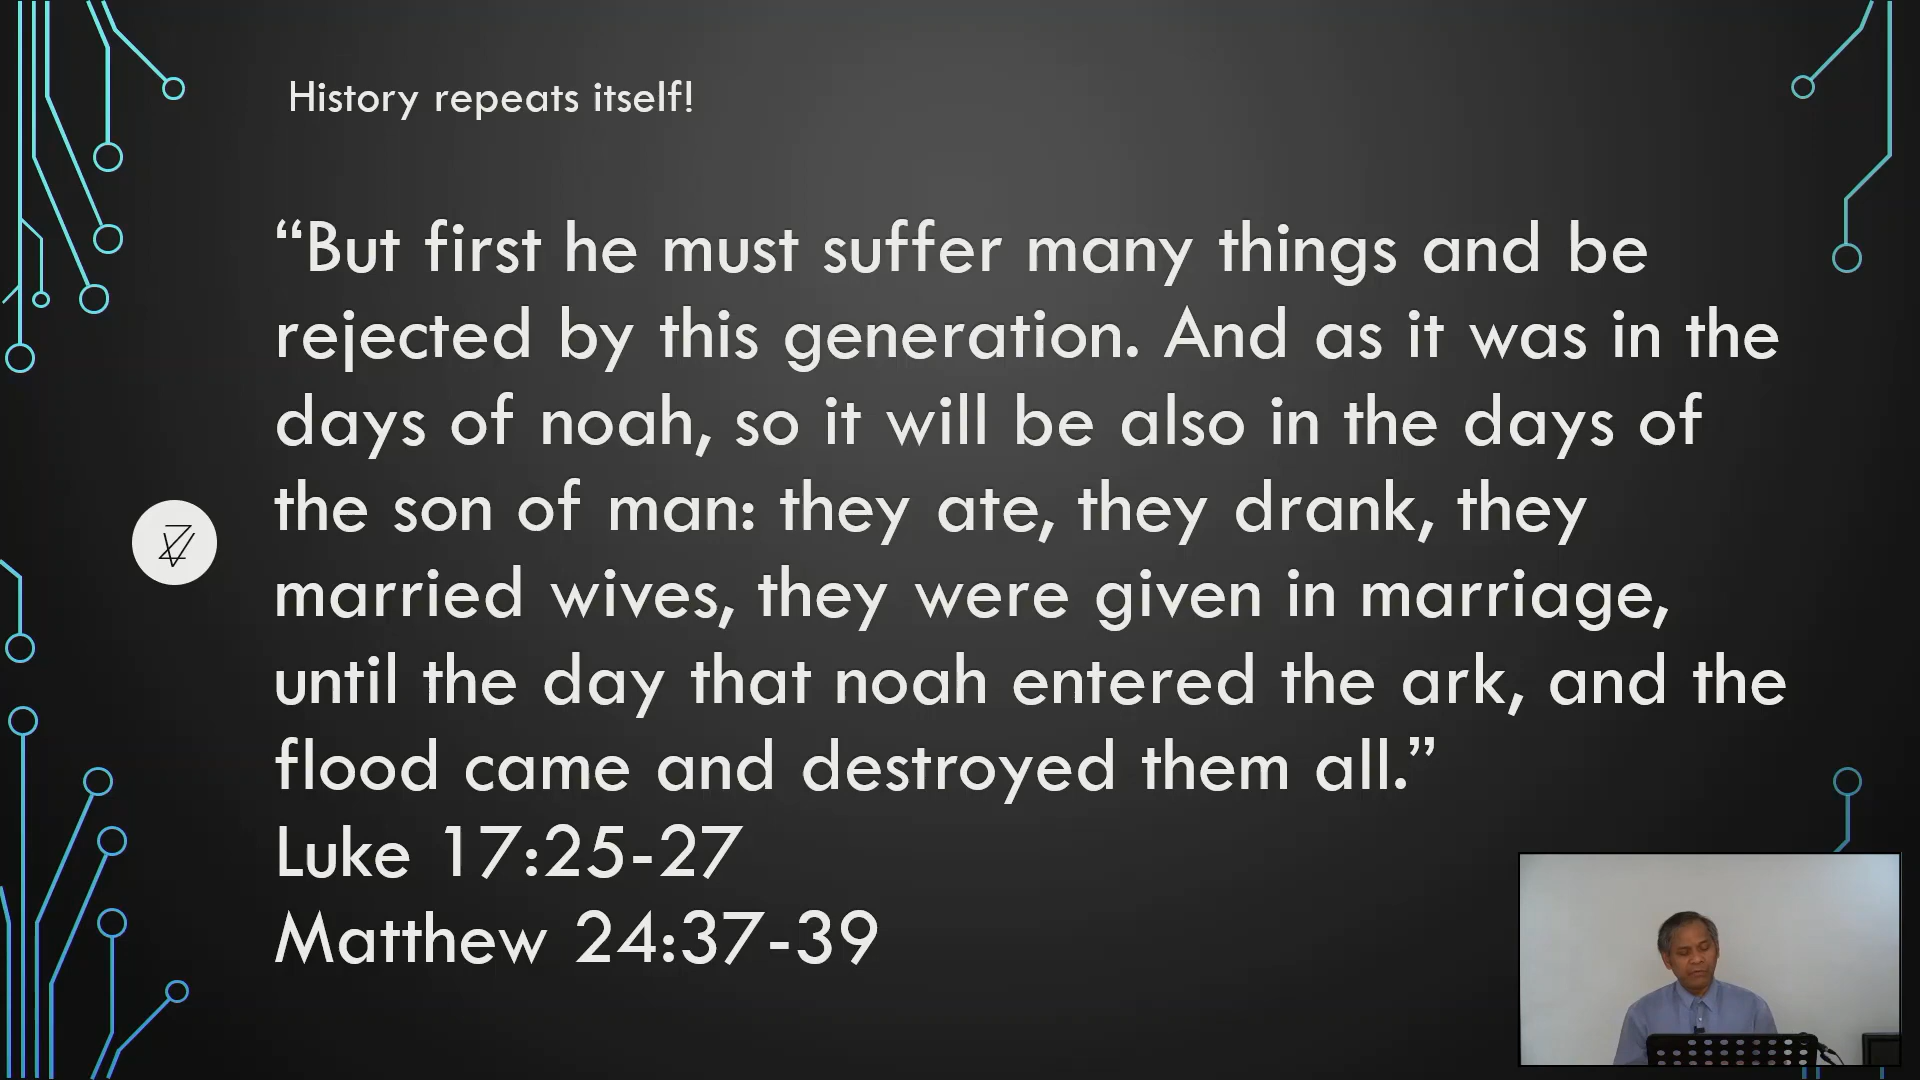 History repeats itself!
“But first he must suffer many things and be
rejected by this generation. And as it was in the
days of noah, so it will be also in the days of
the son of man: they ate, they drank, they
married wives, they were given in marriage,
until the day that noah entered the ark, and the
flood came and destroyed them all.”
Luke 17:25-27
Matthew 24:37-39